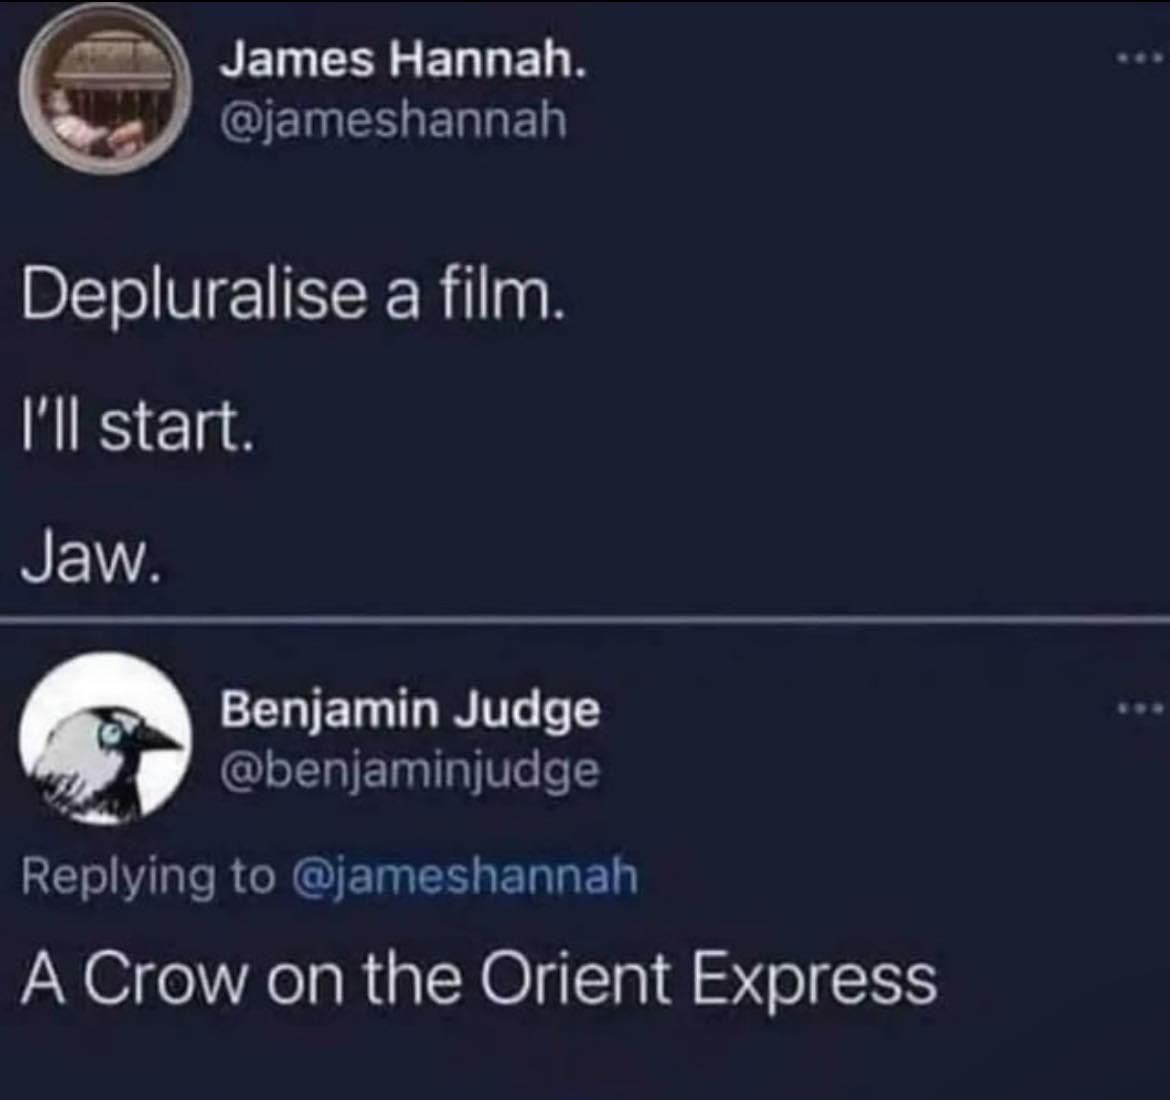 James Hannah.
@jameshannah
Depluralise a film.
I'll start.
Jaw.
Benjamin Judge
@benjaminjudge
Replying to @jameshannah
A Crow on the Orient Express